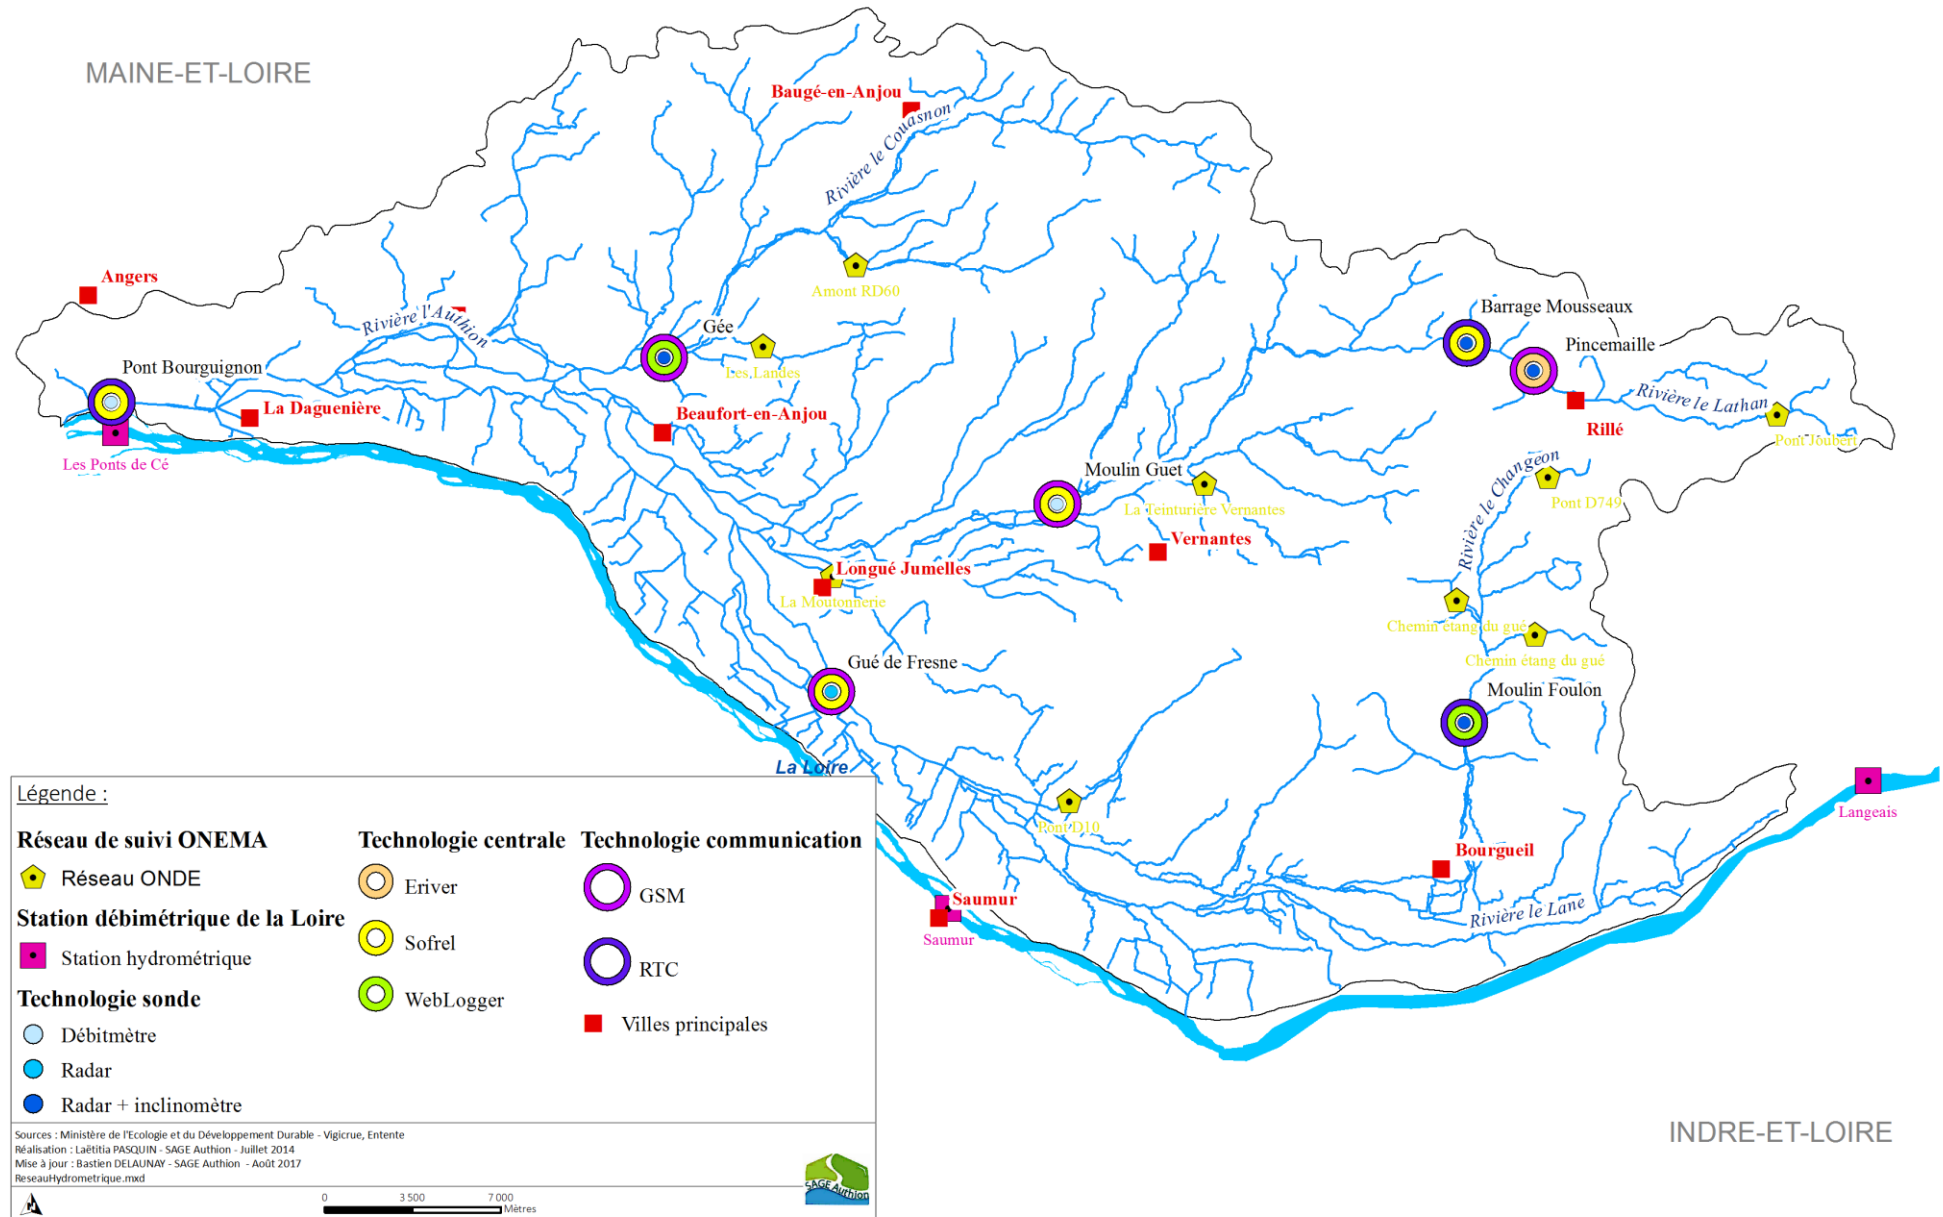 MAINE-ET-LOIRE
Baugé-en-Anjou
Rivière le Couasnon
Angers
Amont RD60
Rivière l'Authion
Gée
Les Landes
Barrage Mousseaux
Pincemaille
Pont Bourguignon
La Daguenière
Beaufort-en-Anjou
Rivière le Lathan
Rillé
Pont Joubert
Les Ponts de Cé
Moulin Guet
La Teinturière Vernantes
Rivière le Changeon
Pont D749
Vernantes
Longué Jumelles
La Moutonnerie
Chemin étang du gué
Chemin étang du gué
Gué de Fresne
Moulin Foulon
La Loire
Langeais
Pont D10
Bourgueil
Saumur
Rivière le Lane
Saumur
INDRE-ET-LOIRE
Légende :
Réseau de suivi ONEMA
Réseau ONDE
Station débimétrique de la Loire
Station hydrométrique
Technologie sonde
Débitmètre
Radar
Radar + inclinomètre
Technologie centrale
Eriver
Sofrel
WebLogger
Technologie communication
GSM
RTC
Villes principales
Sources : Ministère de l'Ecologie et du Développement Durable - Vigicrue, Entente
Réalisation : Laëtitia PASQUIN - SAGE Authion - Juillet 2014
Mise à jour : Bastien DELAUNAY - SAGE Authion - Août 2017
ReseauHydrometrique.mxd
0 3 500 7 000
Mètres
SAGE Authion